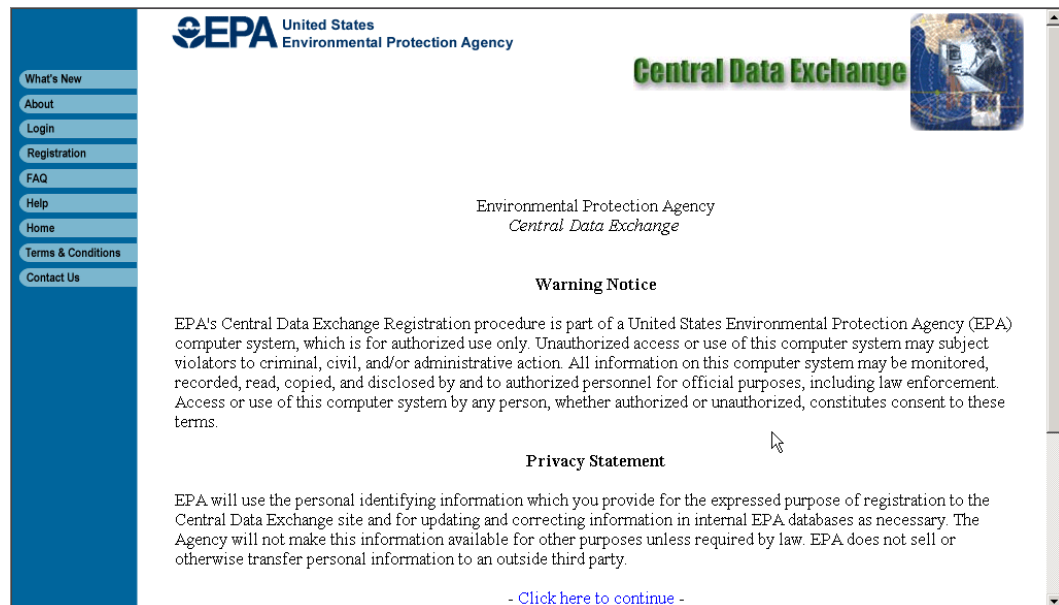 EPA United States
Environmental Protection Agency
Central Data Exchange
What's New
About
Login
Registration
FAQ
Help
Home
Terms & Conditions
Contact Us
Environmental Protection Agency
Central Data Exchange
Warning Notice
EPA's Central Data Exchange Registration procedure is part of a United States Environmental Protection Agency (EPA)
computer system, which is for authorized use only. Unauthorized access or use of this computer system may subject
violators to criminal, civil, and/or administrative action. All information on this computer system may be monitored,
recorded, read, copied, and disclosed by and to authorized personnel for official purposes, including law enforcement.
Access or use of this computer system by any person, whether authorized or unauthorized, constitutes consent to these
terms.
Privacy Statement
EPA will use the personal identifying information which you provide for the expressed purpose of registration to the
Central Data Exchange site and for updating and correcting information in internal EPA databases as necessary. The
Agency will not make this information available for other purposes unless required by law. EPA does not sell or
otherwise transfer personal information to an outside third party.
- Click here to continue -